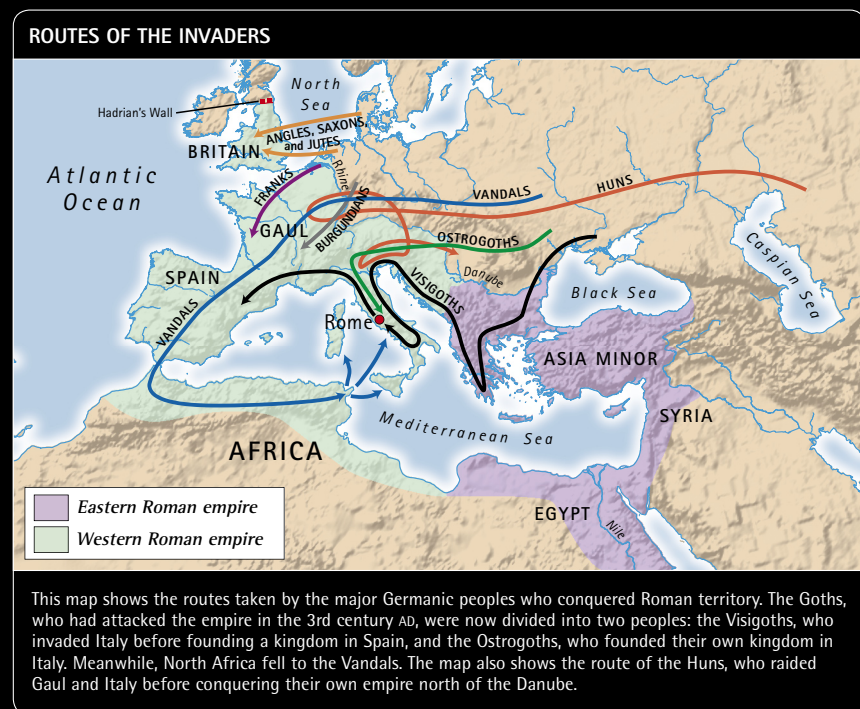 ROUTES OF THE INVADERS
North
Sea
Hadrian's Wall
ANGLES, SAXONS,
and JUTES
BRITAIN
Atlantic
Ocean
Rhine
FRANKS
VANDALS
HUNS
GAUL
BURGUNDIANS
OSTROGOTHS
Caspian Sea
SPAIN
VISIGOTHS
Danube
Black Sea
VANDALS
Rome
ASIA MINOR
SYRIA
Mediterranean Sea
AFRICA
EGYPT
Nile
Eastern Roman empire
Western Roman empire
This map shows the routes taken by the major Germanic peoples who conquered Roman territory. The Goths,
who had attacked the empire in the 3rd century AD, were now divided into two peoples: the Visigoths, who
invaded Italy before founding a kingdom in Spain, and the Ostrogoths, who founded their own kingdom in
Italy. Meanwhile, North Africa fell to the Vandals. The map also shows the route of the Huns, who raided
Gaul and Italy before conquering their own empire north of the Danube.